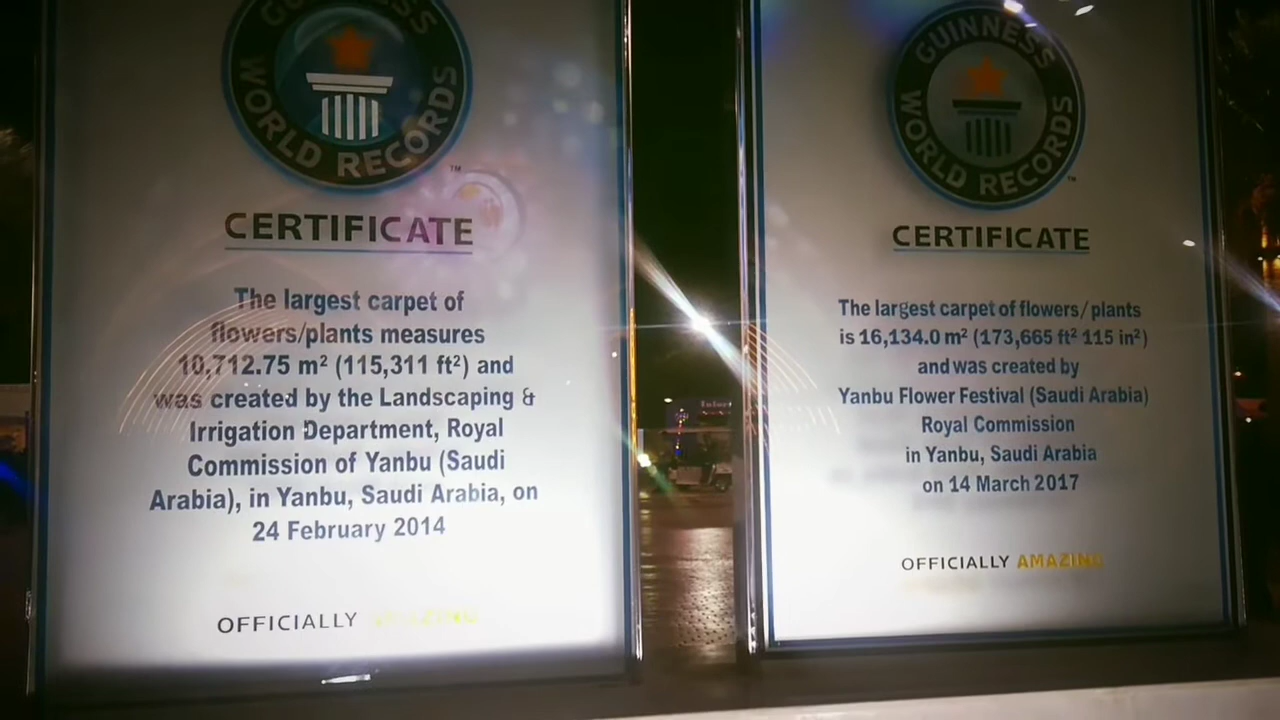 GUINNESS
WORLD RECORDS
™
CERTIFICATE
The largest carpet of
flowers/plants measures
10,712.75 m² (115,311 ft²) and
was created by the Landscaping &
Irrigation Department, Royal
Commission of Yanbu (Saudi
Arabia), in Yanbu, Saudi Arabia, on
24 February 2014
OFFICIALLY AMAZING
GUINNESS
WORLD RECORDS
™
CERTIFICATE
The largest carpet of flowers/plants
is 16,134.0 m² (173,665 ft² 115 in²)
and was created by
Yanbu Flower Festival (Saudi Arabia)
Royal Commission
in Yanbu, Saudi Arabia
on 14 March 2017
OFFICIALLY AMAZING